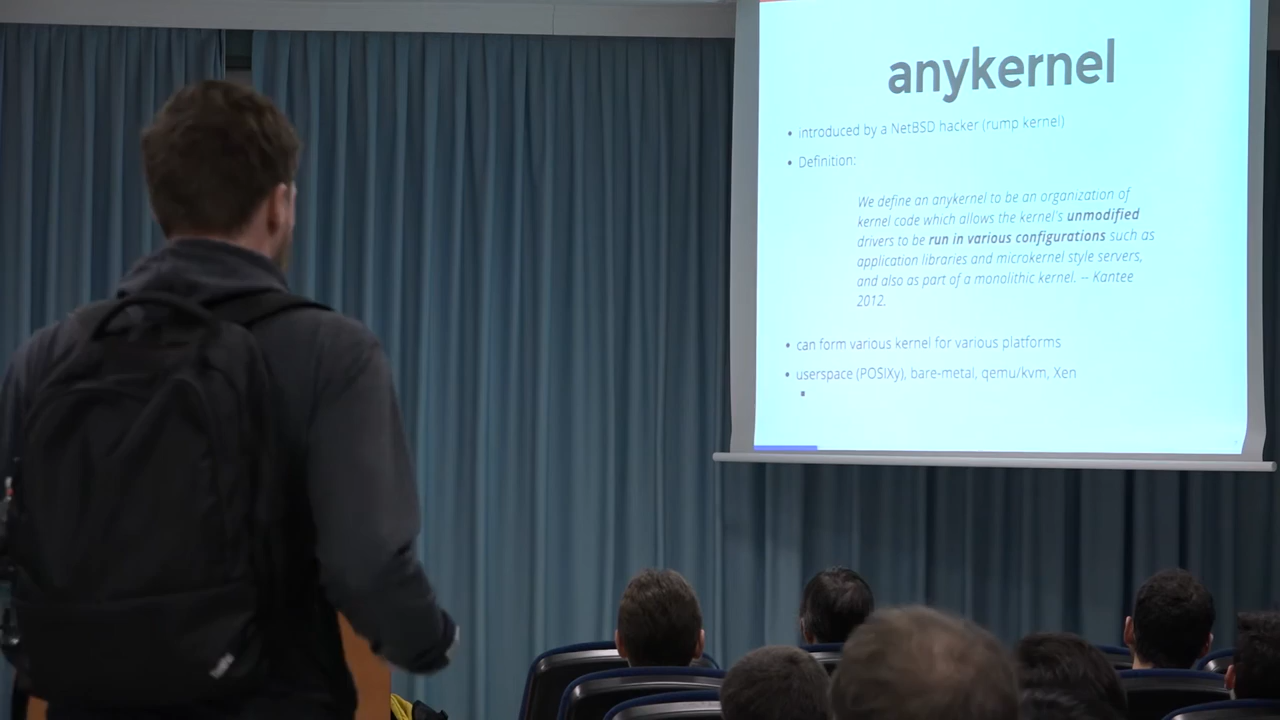 anykernel
• introduced by a NetBSD hacker (rump kernel)
• Definition:
We define an anykernel to be an organization of
kernel code which allows the kernel's unmodified
drivers to be run in various configurations such as
application libraries and microkernel style servers,
and also as part of a monolithic kernel. -- Kantee
2012.
• can form various kernel for various platforms
• userspace (POSIXy), bare-metal, qemu/kvm, Xen